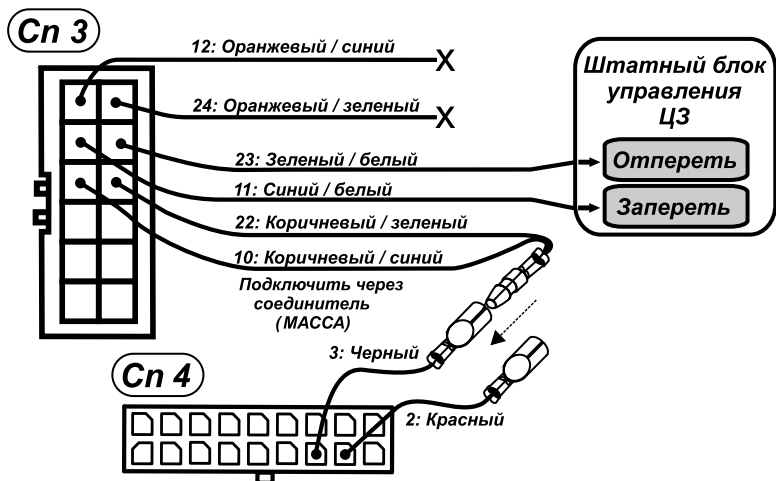 Сп 3
12: Оранжевый / синий
X
24: Оранжевый / зеленый
X
Штатный блок
управления
ЦЗ
23: Зеленый / белый
Отпереть
11: Синий / белый
Запереть
22: Коричневый / зеленый
10: Коричневый / синий
Подключить через
соединитель
(МАССА)
3: Черный
Сп 4
2: Красный